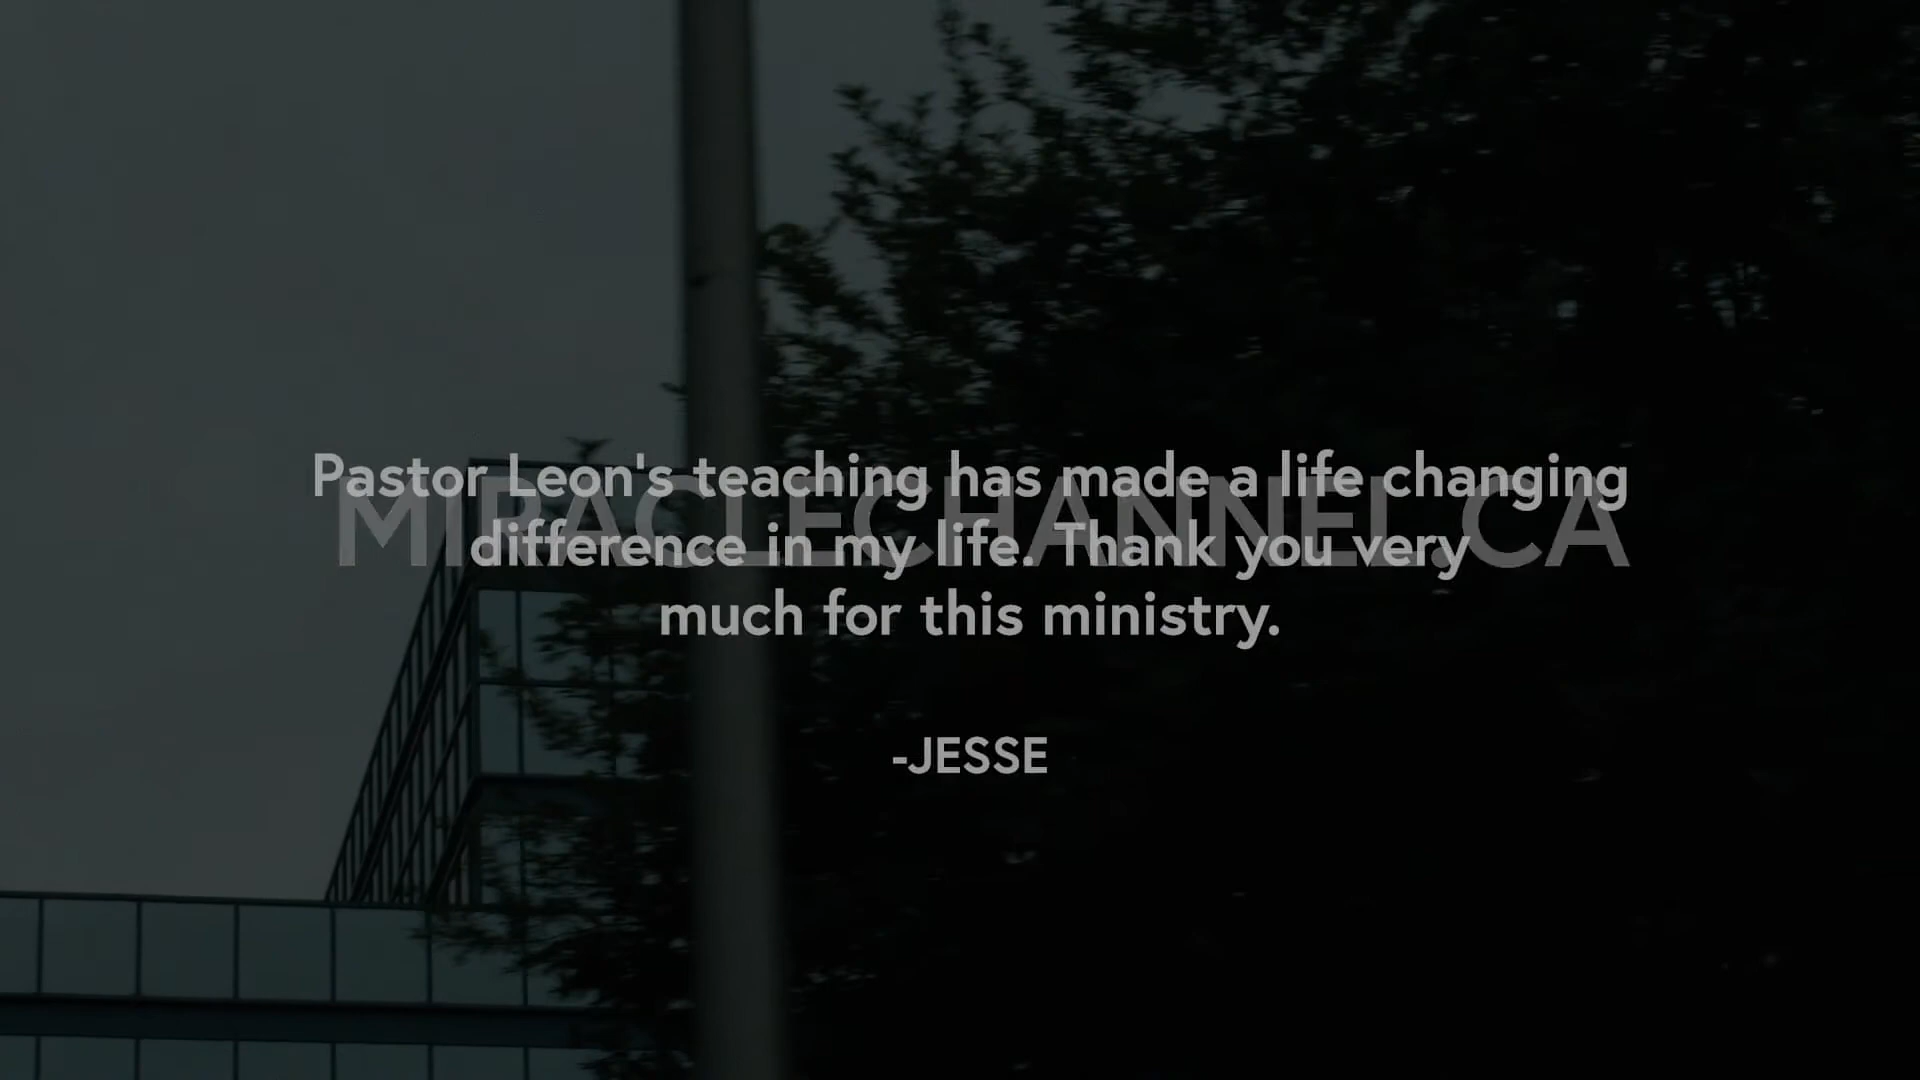 Pastor Leon's teaching has made a life changing
MIRACLECHANNEL.CA
difference in my life. Thank you very
much for this ministry.
-JESSE